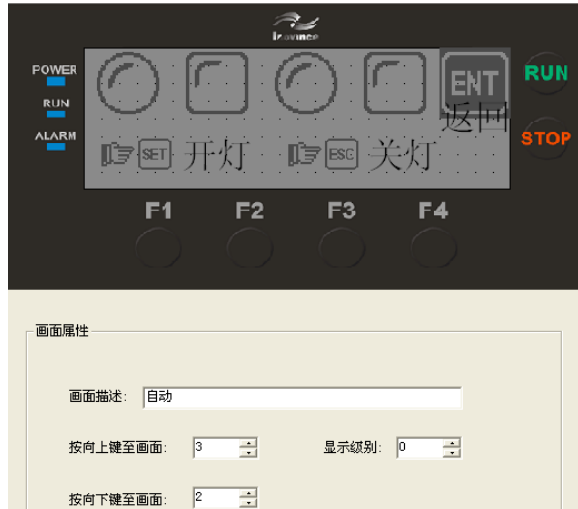 inovance
POWER
RUN
ALARM
ENT
返回
SET 开灯
ESC 关灯
RUN
STOP
F1 F2 F3 F4
画面属性
画面描述: 自动
按向上键至画面: 3 显示级别: 0
按向下键至画面: 2